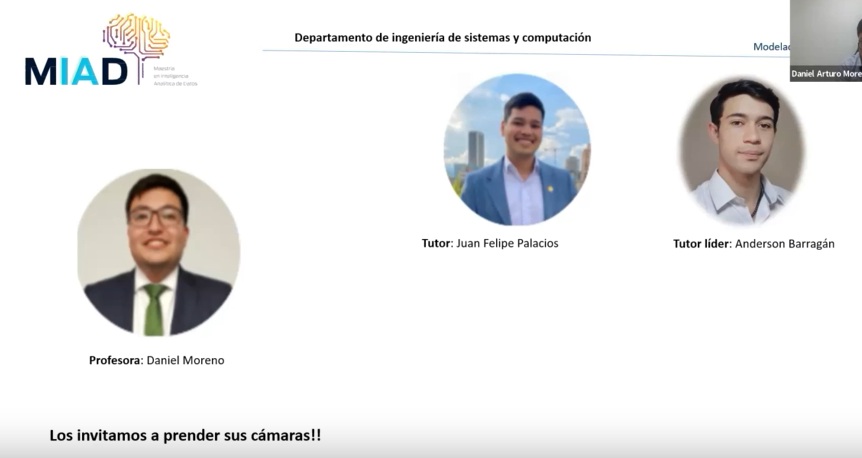 Departamento de ingeniería de sistemas y computación
MIAD
Maestría
en Inteligencia
Analítica de Datos
Daniel Arturo More
Tutor: Juan Felipe Palacios
Tutor líder: Anderson Barragán
Profesora: Daniel Moreno
Los invitamos a prender sus cámaras!!